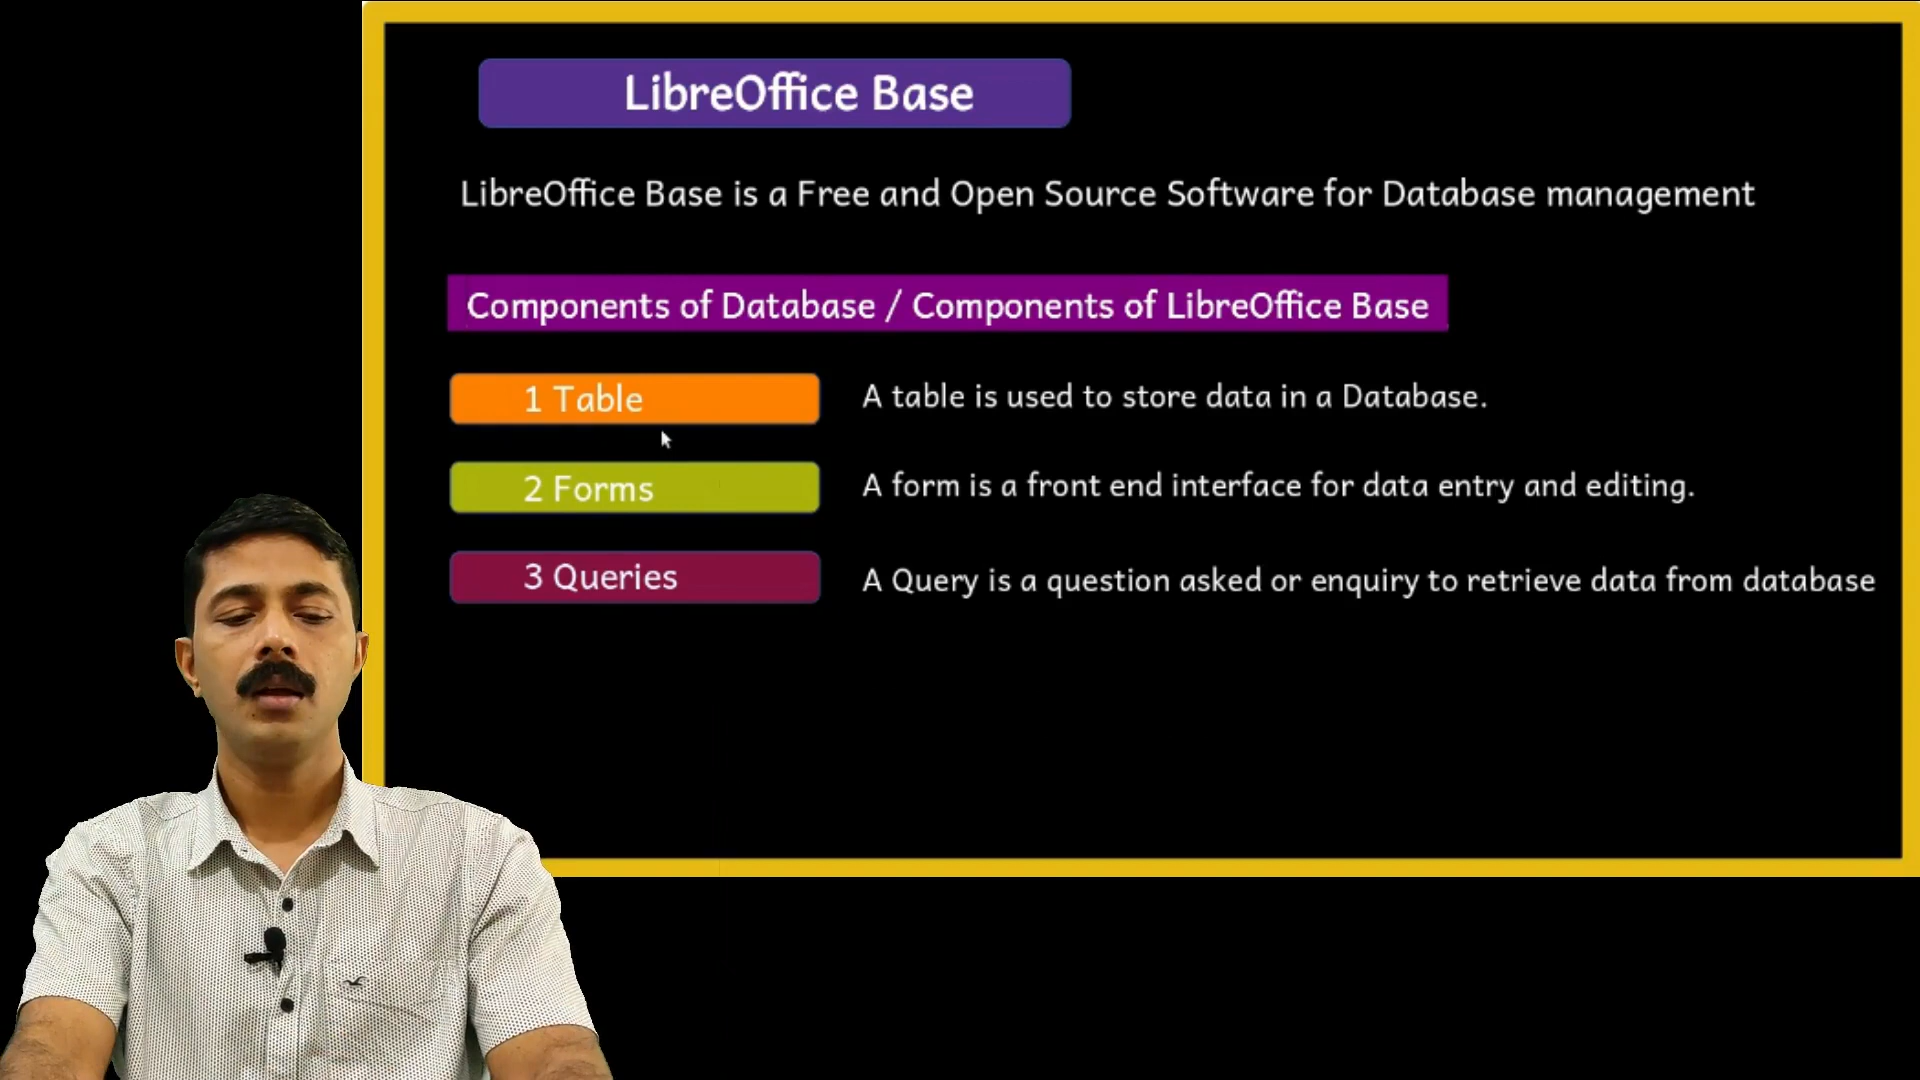 LibreOffice Base
LibreOffice Base is a Free and Open Source Software for Database management
Components of Database / Components of LibreOffice Base
1 Table
A table is used to store data in a Database.
2 Forms
A form is a front end interface for data entry and editing.
3 Queries
A Query is a question asked or enquiry to retrieve data from database